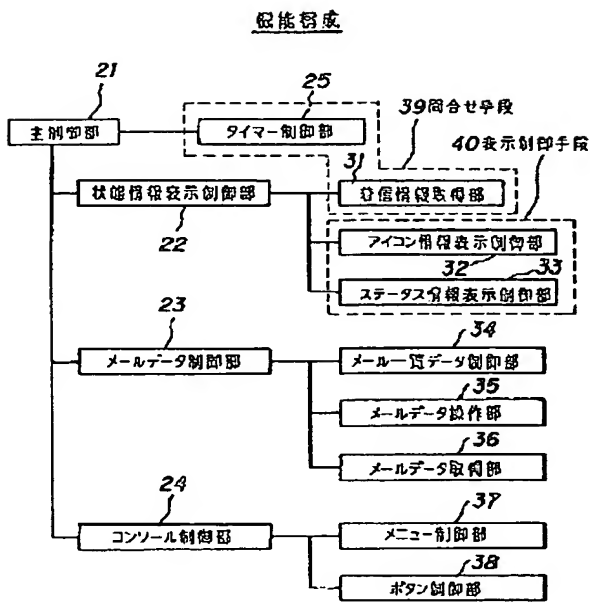 機能構成
21
主制御部
25
タイマー制御部
39問合せ手段
40表示制御手段
31
着信情報取得部
状態情報表示制御部
22
アイコン情報表示制御部
32
33
ステータス情報表示制御部
23
メールデータ制御部
34
メール一覧データ制御部
35
メールデータ操作部
36
メールデータ取得部
24
コンソール制御部
37
メニュー制御部
38
ボタン制御部